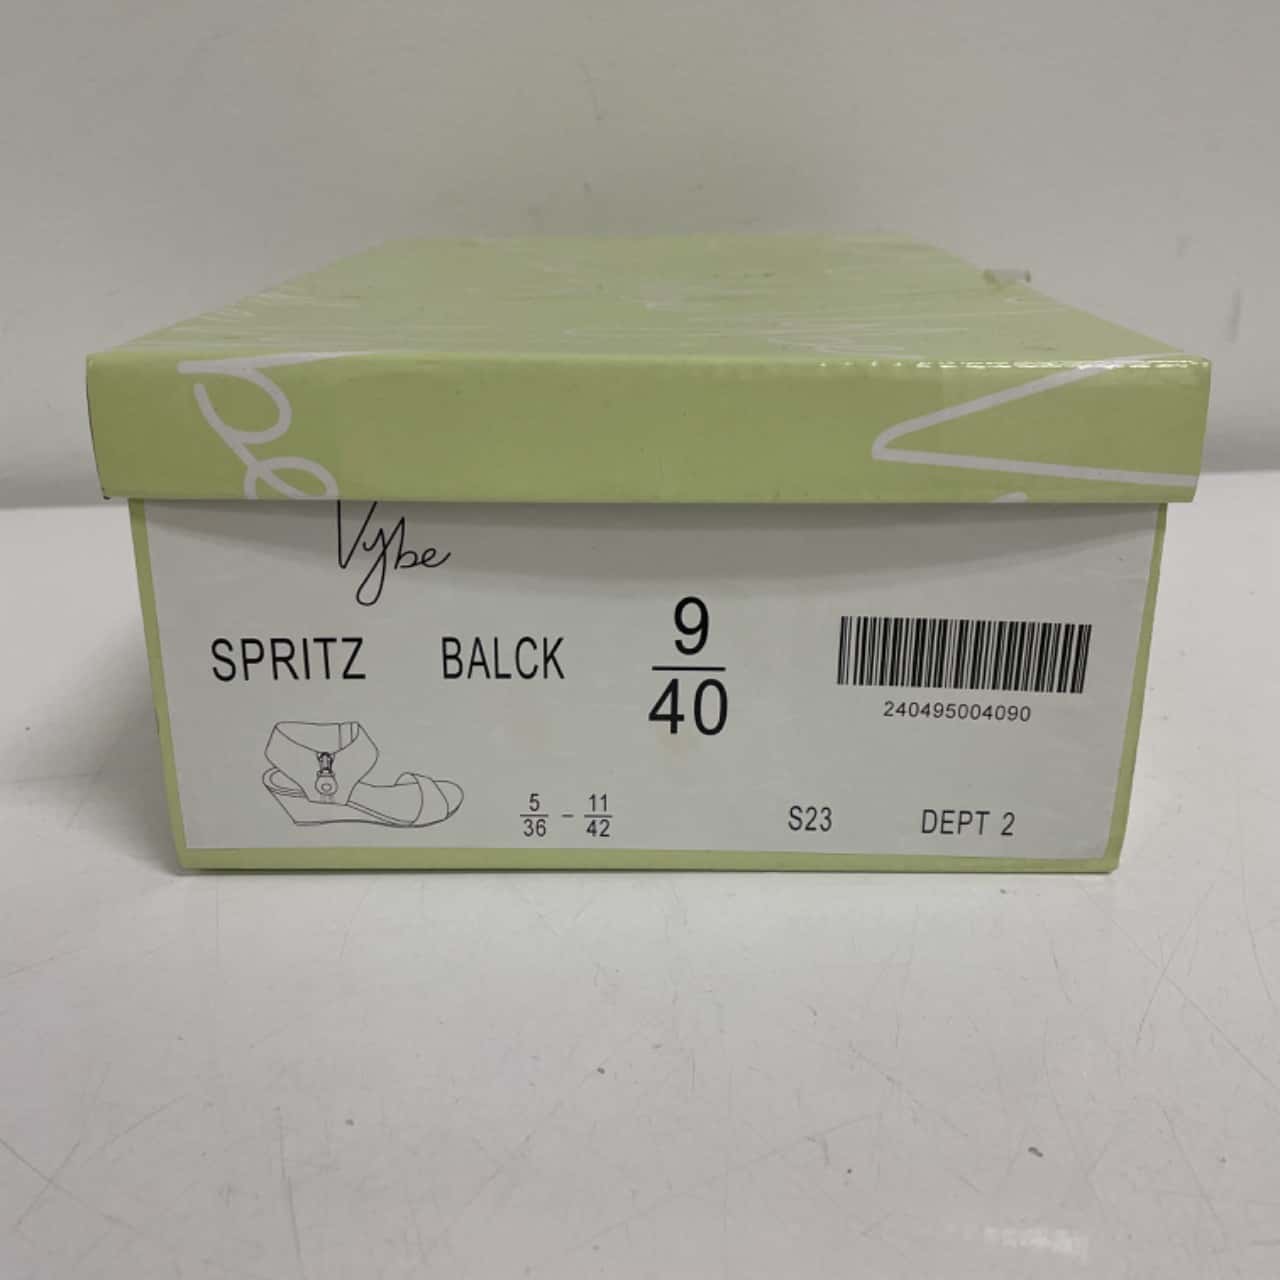 Vybe
SPRITZ BALCK 9/40
240495004090
5/36 - 11/42 S23 DEPT 2